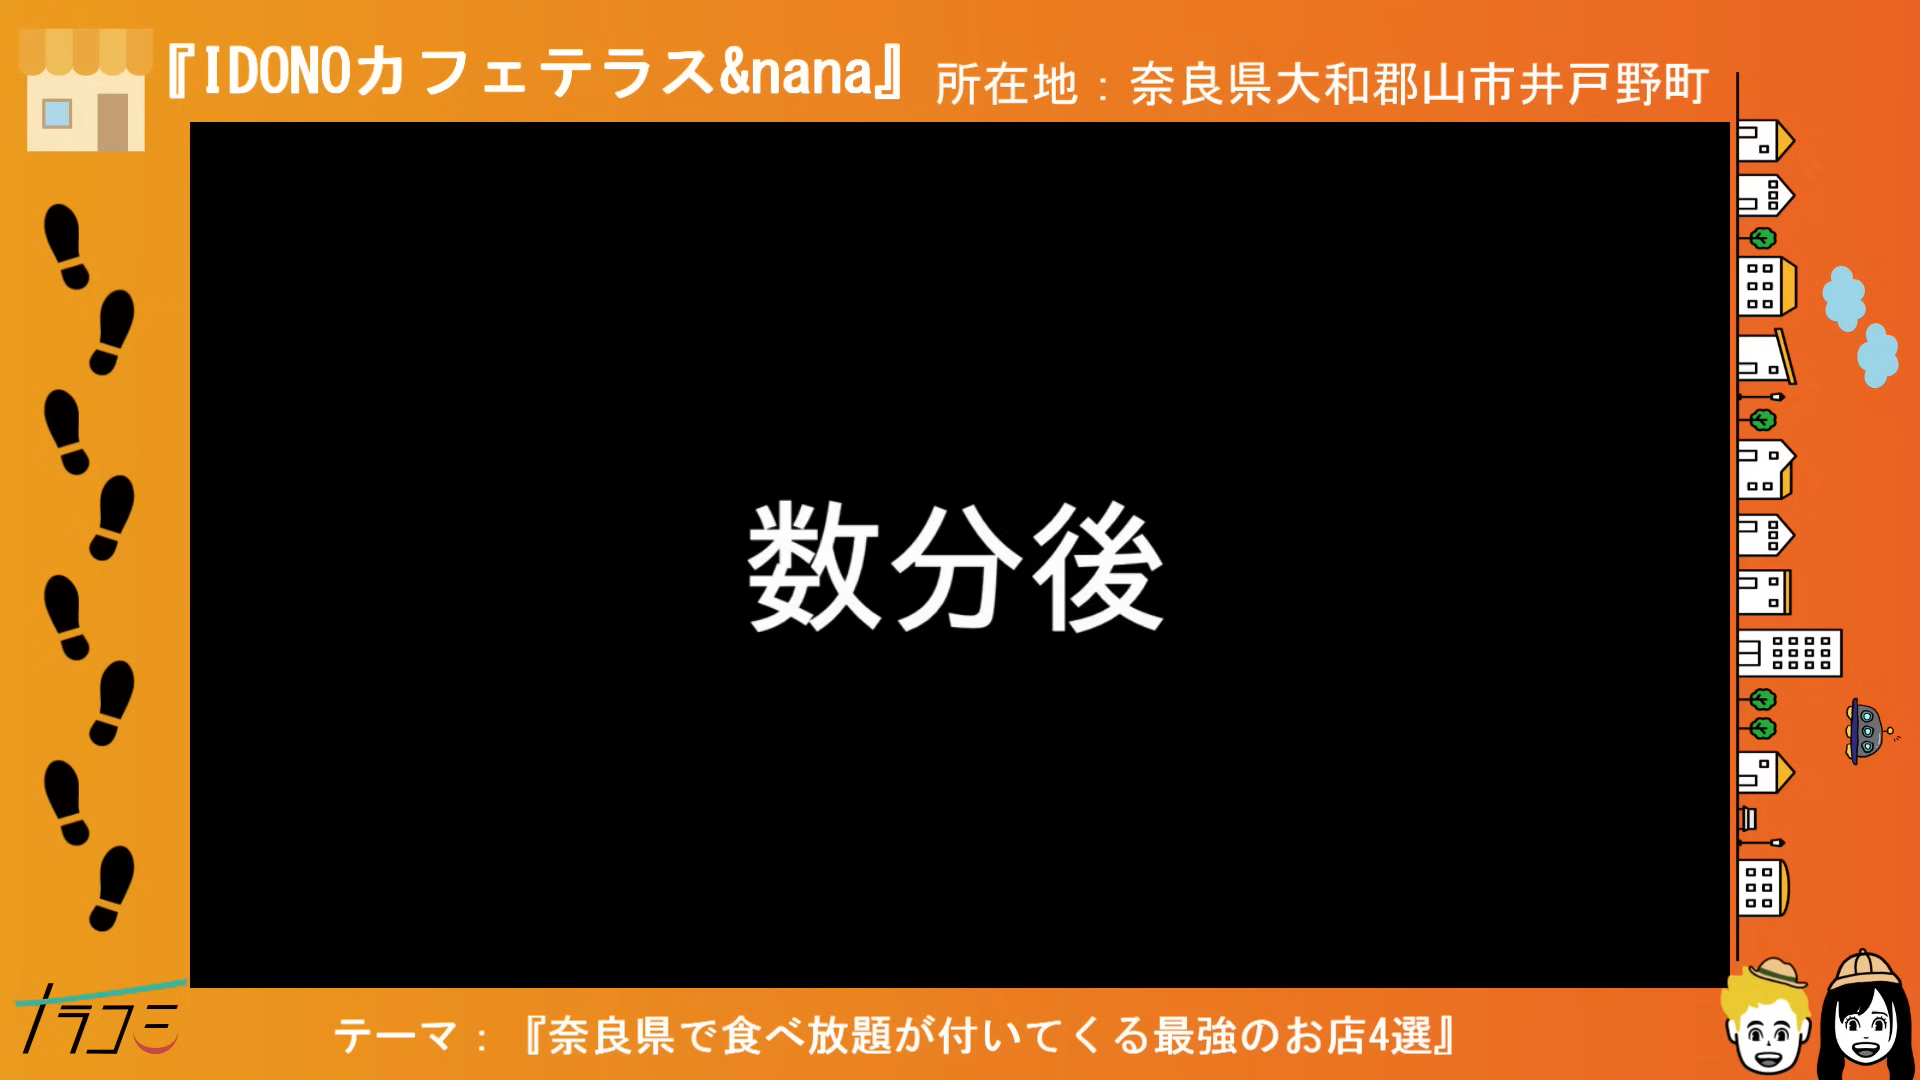 『IDONOカフェテラス&nana』
所在地：奈良県大和郡山市井戸野町
数分後
ナラコミ
テーマ：『奈良県で食べ放題が付いてくる最強のお店4選』